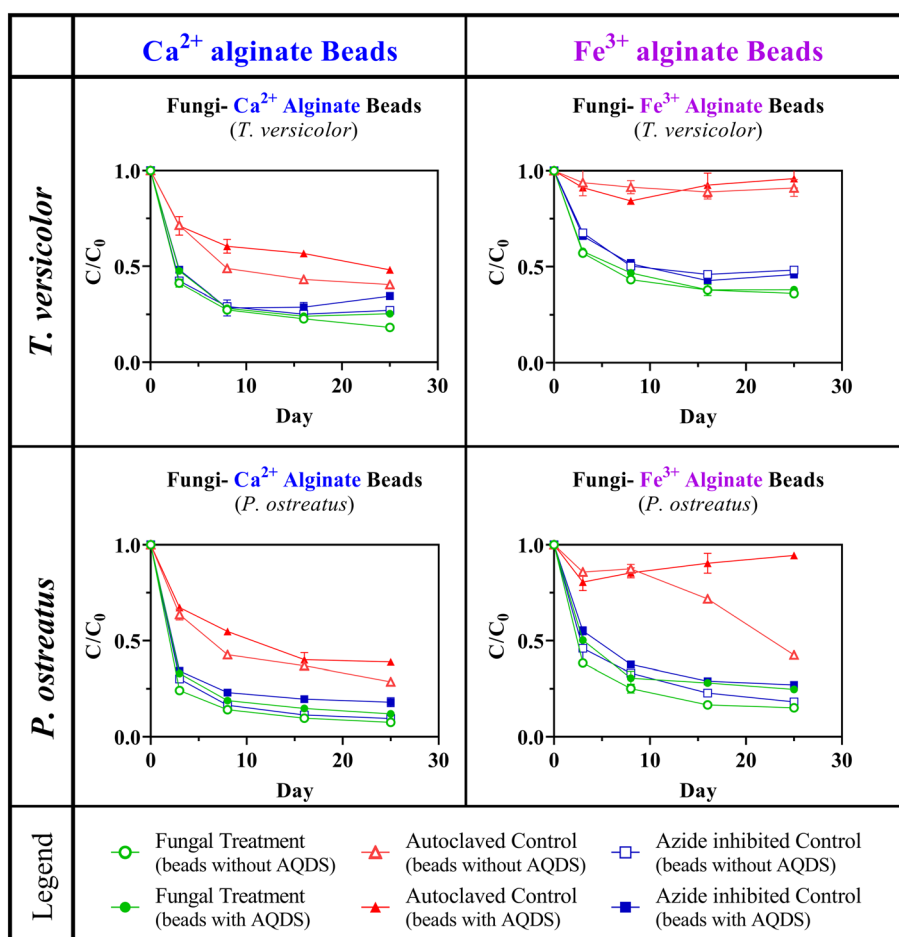 Ca²⁺ alginate Beads
Fe³⁺ alginate Beads
T. versicolor
Fungi- Ca²⁺ Alginate Beads
(T. versicolor)
1.0
0.5
0.0
C/C₀
0 10 20 30
Day
Fungi- Fe³⁺ Alginate Beads
(T. versicolor)
1.0
0.5
0.0
C/C₀
0 10 20 30
Day
P. ostreatus
Fungi- Ca²⁺ Alginate Beads
(P. ostreatus)
1.0
0.5
0.0
C/C₀
0 10 20 30
Day
Fungi- Fe³⁺ Alginate Beads
(P. ostreatus)
1.0
0.5
0.0
C/C₀
0 10 20 30
Day
Legend
Fungal Treatment
(beads without AQDS)
Autoclaved Control
(beads without AQDS)
Azide inhibited Control
(beads without AQDS)
Fungal Treatment
(beads with AQDS)
Autoclaved Control
(beads with AQDS)
Azide inhibited Control
(beads with AQDS)